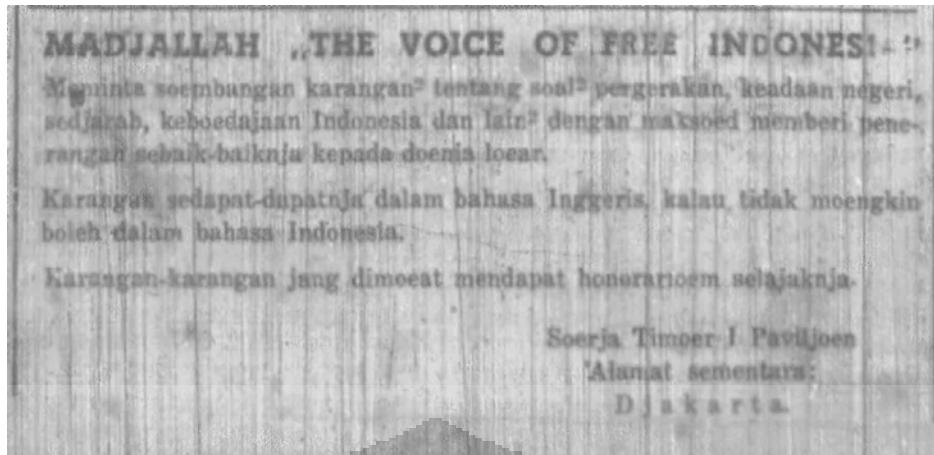 MADJALLAH „THE VOICE OF FREE INDONESI
Meminta soembangan karangan² tentang soal² pergerakan, keadaan negeri,
sedjarah, keboedajaan Indonesia dan lain² dengan maksoed memberi pene-
rangan sebaik-baiknja kepada doenia loear.
Karangan sedapat-dapatnja dalam bahasa Inggeris, kalau tidak moengkin
boleh dalam bahasa Indonesia.
Karangan-karangan jang dimoeat mendapat honorarioem selajaknja.
Soerja Timoer 1 Paviljoen
Alamat sementara:
Djakarta.